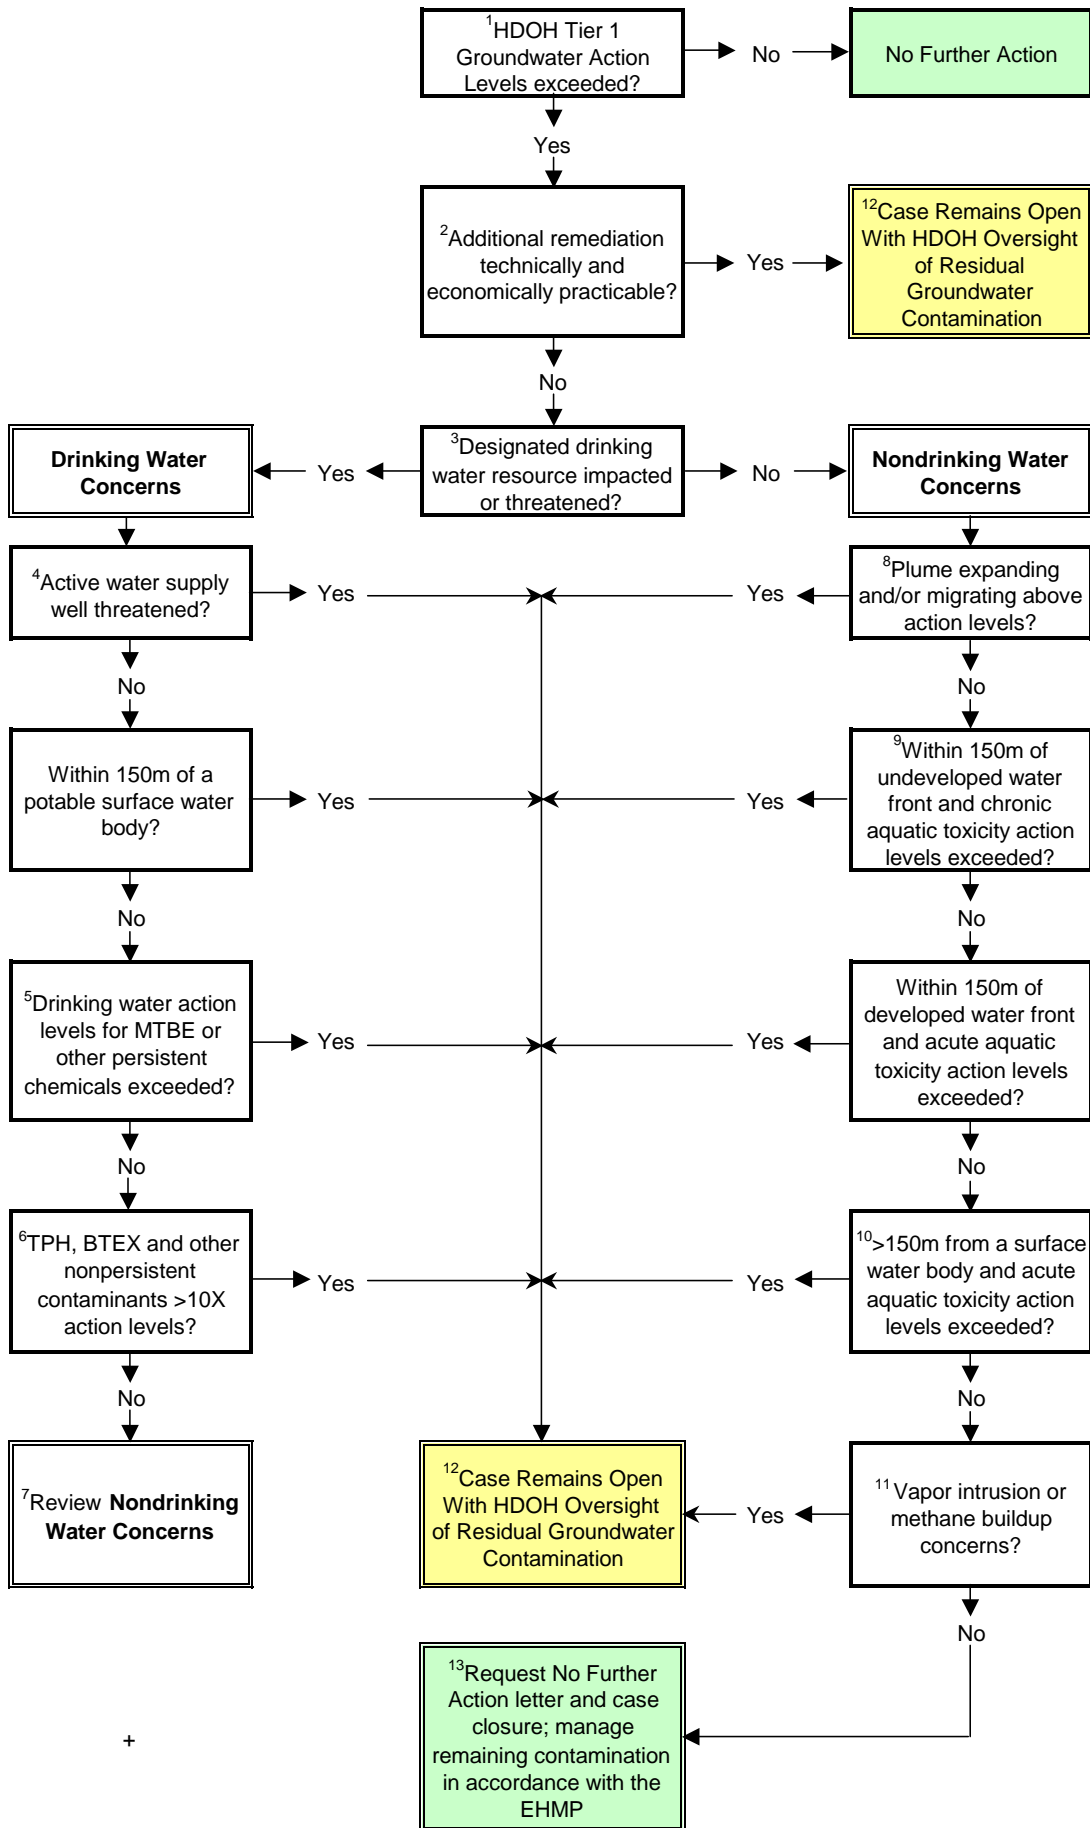 ¹HDOH Tier 1
Groundwater Action
Levels exceeded?
No
No Further Action
Yes
²Additional remediation
technically and
economically practicable?
Yes
¹²Case Remains Open
With HDOH Oversight
of Residual
Groundwater
Contamination
No
Drinking Water
Concerns
Yes
³Designated drinking
water resource impacted
or threatened?
No
Nondrinking Water
Concerns
⁴Active water supply
well threatened?
Yes
Yes
⁸Plume expanding
and/or migrating above
action levels?
No
No
Within 150m of a
potable surface water
body?
Yes
Yes
⁹Within 150m of
undeveloped water
front and chronic
aquatic toxicity action
levels exceeded?
No
No
⁵Drinking water action
levels for MTBE or
other persistent
chemicals exceeded?
Yes
Yes
Within 150m of
developed water front
and acute aquatic
toxicity action levels
exceeded?
No
No
⁶TPH, BTEX and other
nonpersistent
contaminants >10X
action levels?
Yes
Yes
¹⁰>150m from a surface
water body and acute
aquatic toxicity action
levels exceeded?
No
No
⁷Review Nondrinking
Water Concerns
¹²Case Remains Open
With HDOH Oversight
of Residual Groundwater
Contamination
Yes
¹¹Vapor intrusion or
methane buildup
concerns?
No
¹³Request No Further
Action letter and case
closure; manage
remaining contamination
in accordance with the
EHMP
+